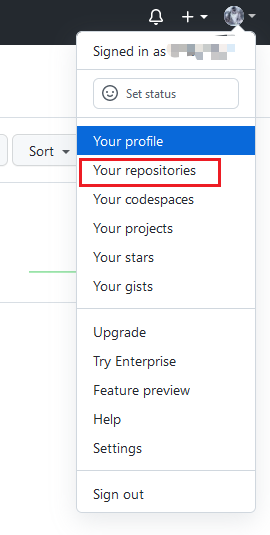 Signed in as
Set status
Your profile
Sort
Your repositories
Your codespaces
Your projects
Your stars
Your gists
Upgrade
Try Enterprise
Feature preview
Help
Settings
Sign out